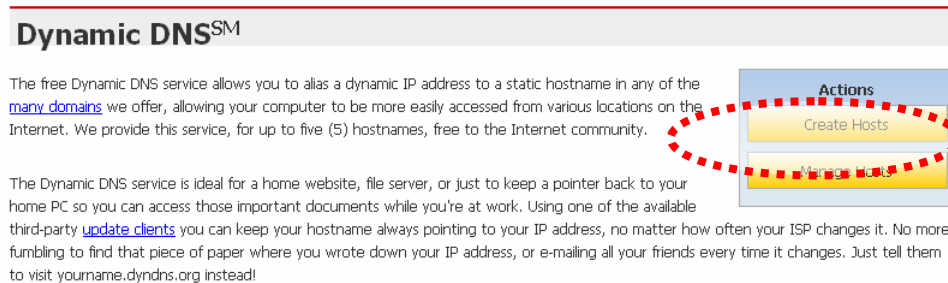 Dynamic DNSSM
The free Dynamic DNS service allows you to alias a dynamic IP address to a static hostname in any of the
many domains we offer, allowing your computer to be more easily accessed from various locations on the
Internet. We provide this service, for up to five (5) hostnames, free to the Internet community.
The Dynamic DNS service is ideal for a home website, file server, or just to keep a pointer back to your
home PC so you can access those important documents while you're at work. Using one of the available
third-party update clients you can keep your hostname always pointing to your IP address, no matter how often your ISP changes it. No more
fumbling to find that piece of paper where you wrote down your IP address, or e-mailing all your friends every time it changes. Just tell them
to visit yourname.dyndns.org instead!
Actions
Create Hosts
Manage Hosts